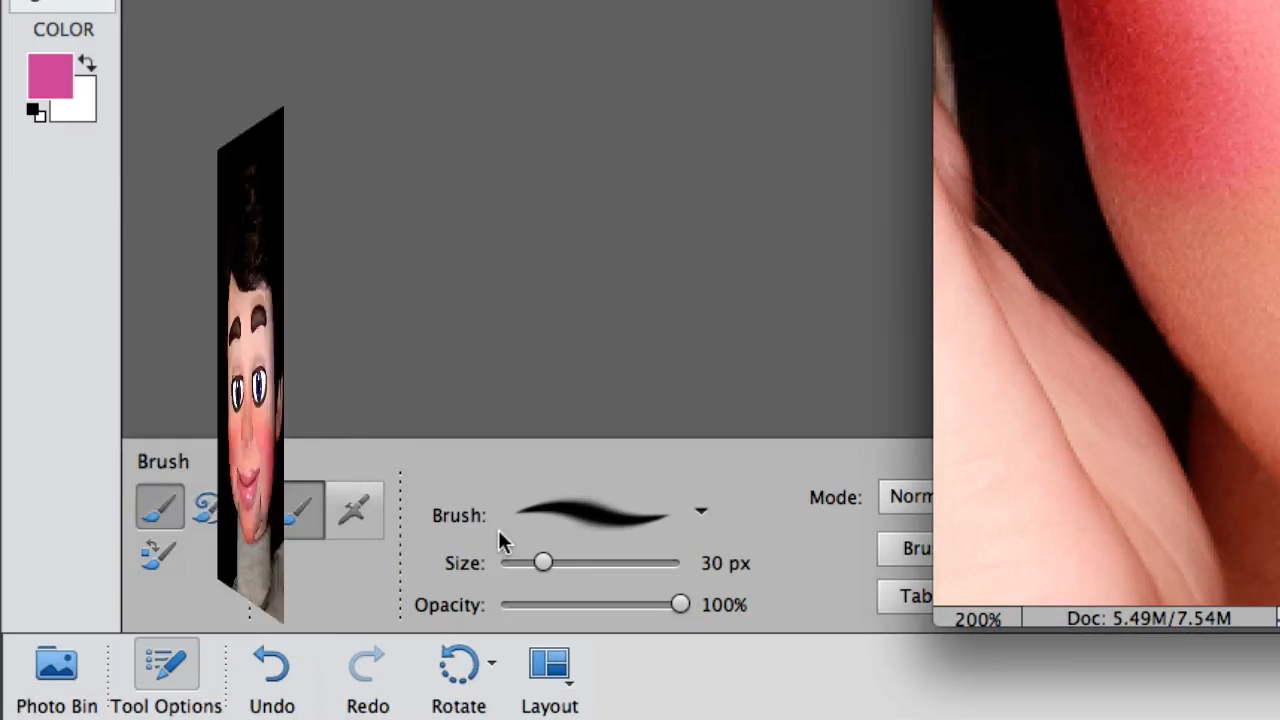 COLOR
Brush
Brush:
Size: 30 px
Opacity: 100%
Mode: Norm
Bru
Tab
200% Doc: 5.49M/7.54M
Photo Bin Tool Options Undo Redo Rotate Layout